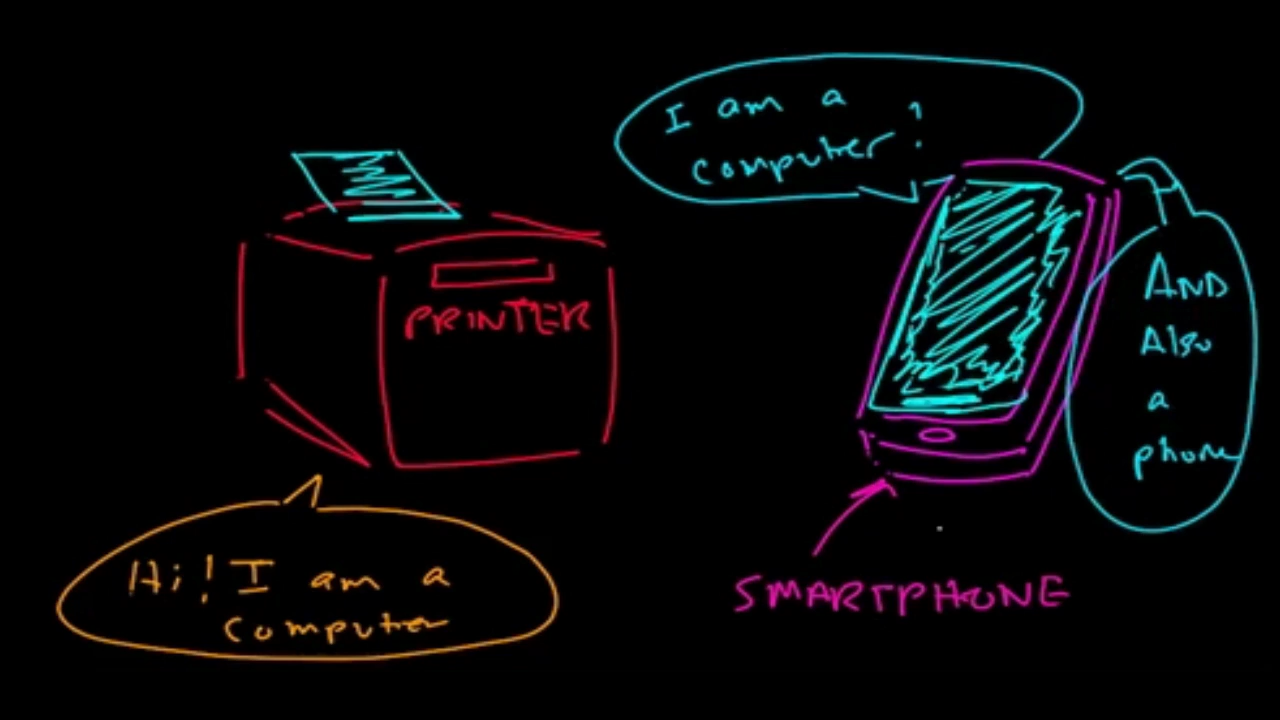 I am a
computer!
PRINTER
AND
Also
a
phone
Hi! I am a
computer
SMARTPHONE